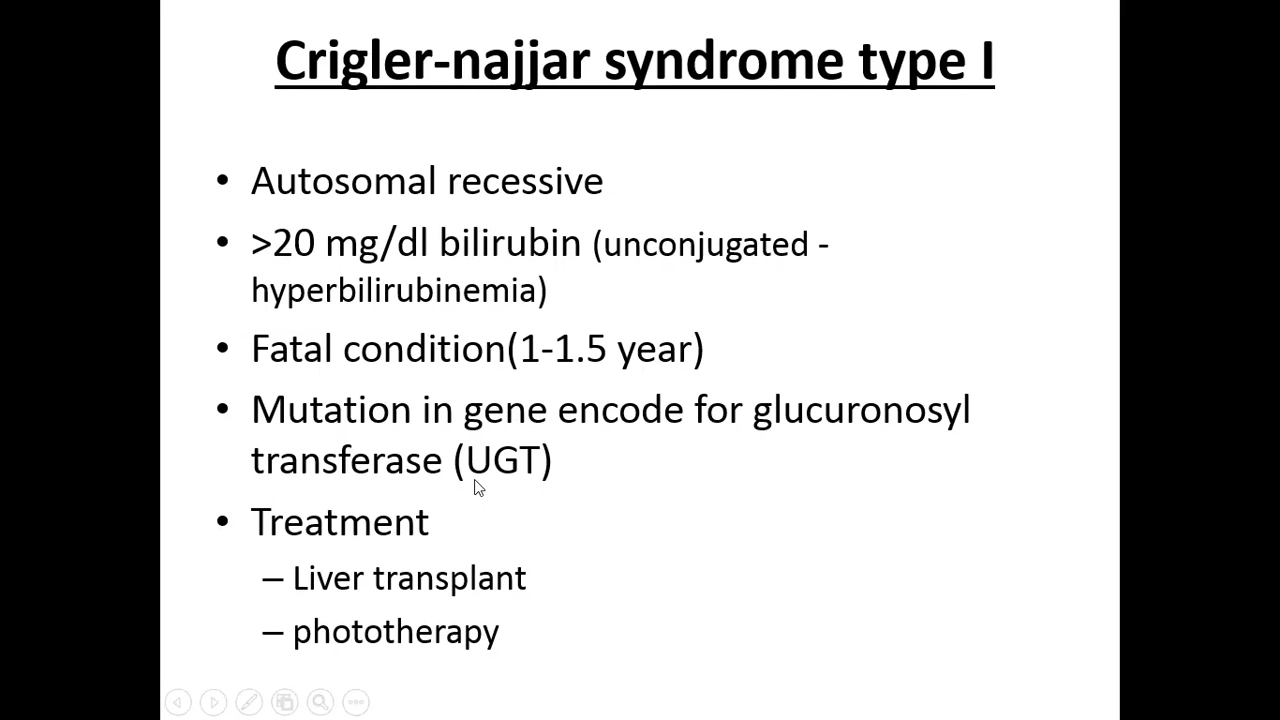 Crigler-najjar syndrome type I
• Autosomal recessive
• >20 mg/dl bilirubin (unconjugated -
hyperbilirubinemia)
• Fatal condition(1-1.5 year)
• Mutation in gene encode for glucuronosyl
transferase (UGT)
• Treatment
– Liver transplant
– phototherapy